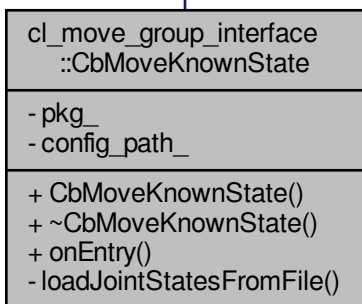 cl_move_group_interface
::CbMoveKnownState
- pkg_
- config_path_
+ CbMoveKnownState()
+ ~CbMoveKnownState()
+ onEntry()
- loadJointStatesFromFile()